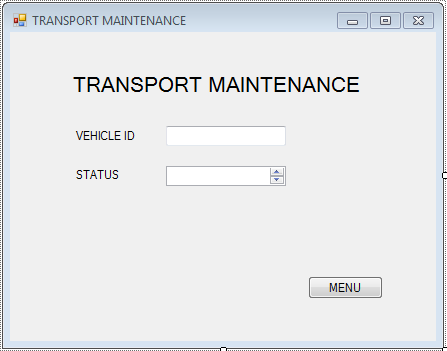 TRANSPORT MAINTENANCE
TRANSPORT MAINTENANCE
VEHICLE ID
STATUS
MENU